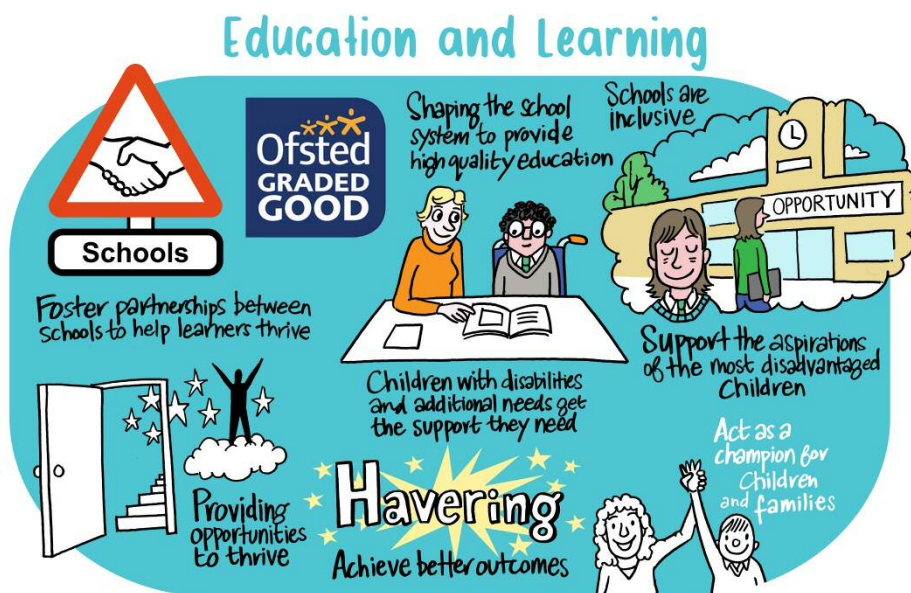 Education and Learning
Schools
Ofsted
GRADED
GOOD
Shaping the school
system to provide
high quality education
Schools are
inclusive
OPPORTUNITY
Foster partnerships between
Schools to help learners thrive
Children with disabilities
and additional needs get
the support they need
Support the aspirations
of the most disadvantaged
Children
Providing
opportunities
to thrive
Havering
Achieve better outcomes
Act as a
champion for
Children
and families